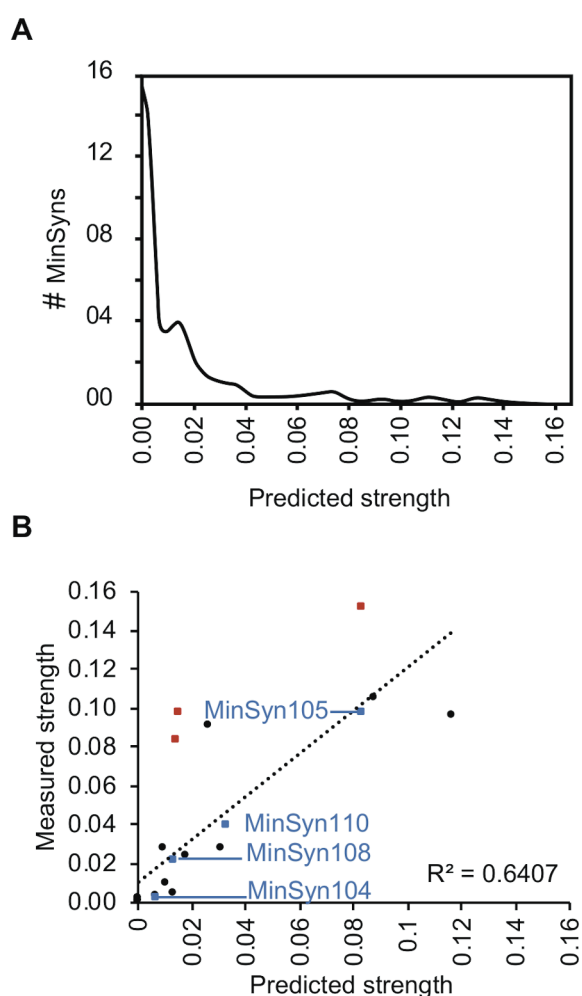 A
16
12
08
04
00
# MinSyns
0.00
0.02
0.04
0.06
0.08
0.10
0.12
0.14
0.16
Predicted strength
B
0.16
0.14
0.12
0.10
0.08
0.06
0.04
0.02
0.00
Measured strength
MinSyn105
MinSyn110
MinSyn108
MinSyn104
R² = 0.6407
0
0.02
0.04
0.06
0.08
0.1
0.12
0.14
0.16
Predicted strength